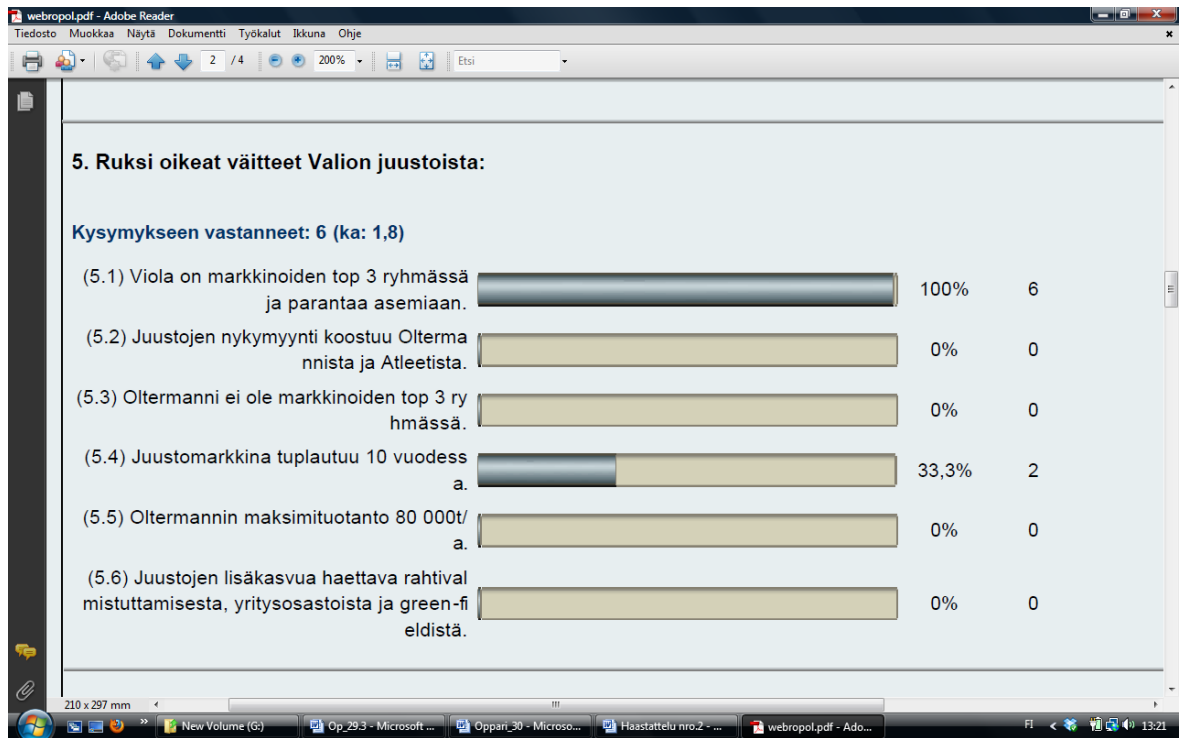 webropol.pdf - Adobe Reader
Tiedosto Muokkaa Näytä Dokumentti Työkalut Ikkuna Ohje
2 / 4 200% Etsi
5. Ruksi oikeat väitteet Valion juustoista:
Kysymykseen vastanneet: 6 (ka: 1,8)
(5.1) Viola on markkinoiden top 3 ryhmässä
ja parantaa asemiaan. 100% 6
(5.2) Juustojen nykymyynti koostuu Olterma
nnista ja Atleetista. 0% 0
(5.3) Oltermanni ei ole markkinoiden top 3 ry
hmässä. 0% 0
(5.4) Juustomarkkina tuplautuu 10 vuodess
a. 33,3% 2
(5.5) Oltermannin maksimituotanto 80 000t/
a. 0% 0
(5.6) Juustojen lisäkasvua haettava rahtival
mistuttamisesta, yritysosastoista ja green-fi
eldistä. 0% 0
210 x 297 mm
New Volume (G:) Op_29.3 - Microsoft ... Oppari_30 - Microso... Haastattelu nro.2 - ... webropol.pdf - Ado... FI 13:21